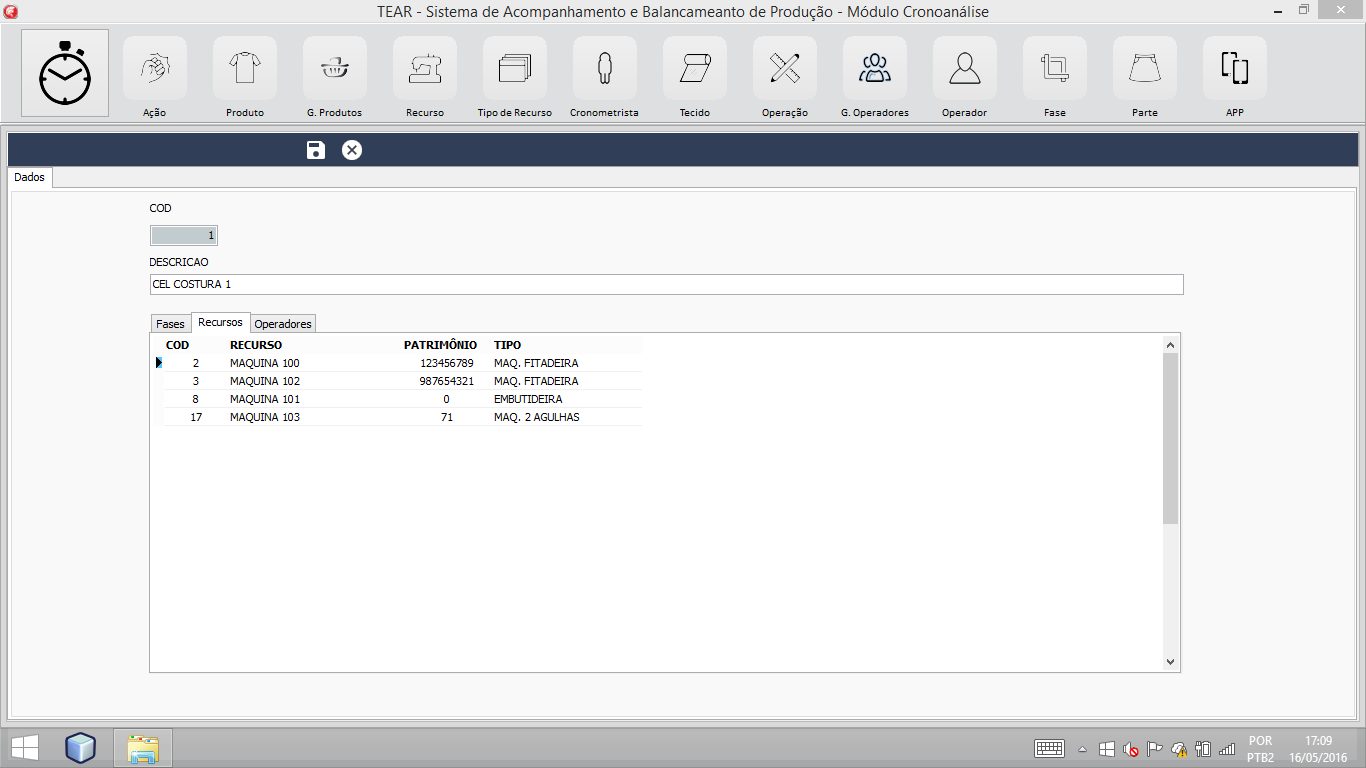 TEAR - Sistema de Acompanhamento e Balancameanto de Produção - Módulo Cronoanálise
Ação Produto G. Produtos Recurso Tipo de Recurso Cronometrista Tecido Operação G. Operadores Operador Fase Parte APP
Dados
COD
1
DESCRICAO
CEL COSTURA 1
Fases Recursos Operadores
COD RECURSO PATRIMÔNIO TIPO
2 MAQUINA 100 123456789 MAQ. FITADEIRA
3 MAQUINA 102 987654321 MAQ. FITADEIRA
8 MAQUINA 101 0 EMBUTIDEIRA
17 MAQUINA 103 71 MAQ. 2 AGULHAS
POR 17:09
PTB2 16/05/2016